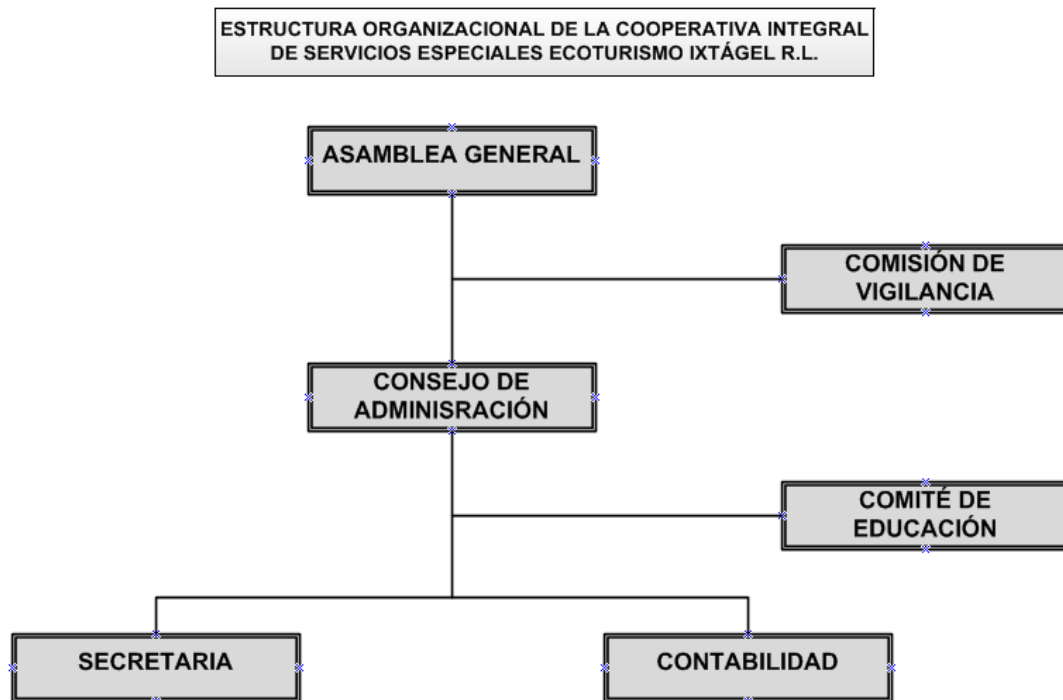 ESTRUCTURA ORGANIZACIONAL DE LA COOPERATIVA INTEGRAL
DE SERVICIOS ESPECIALES ECOTURISMO IXTÁGEL R.L.
ASAMBLEA GENERAL
COMISIÓN DE
VIGILANCIA
CONSEJO DE
ADMINISRACIÓN
COMITÉ DE
EDUCACIÓN
SECRETARIA
CONTABILIDAD